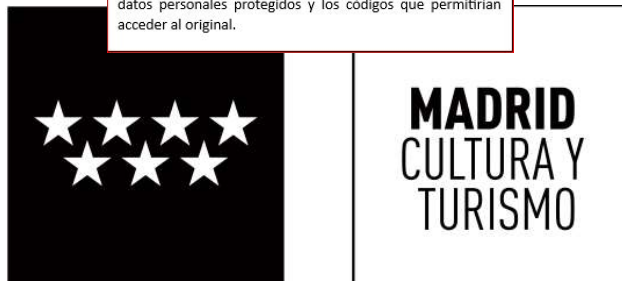 datos personales protegidos y los códigos que permitirían
acceder al original.
MADRID
CULTURA Y
TURISMO